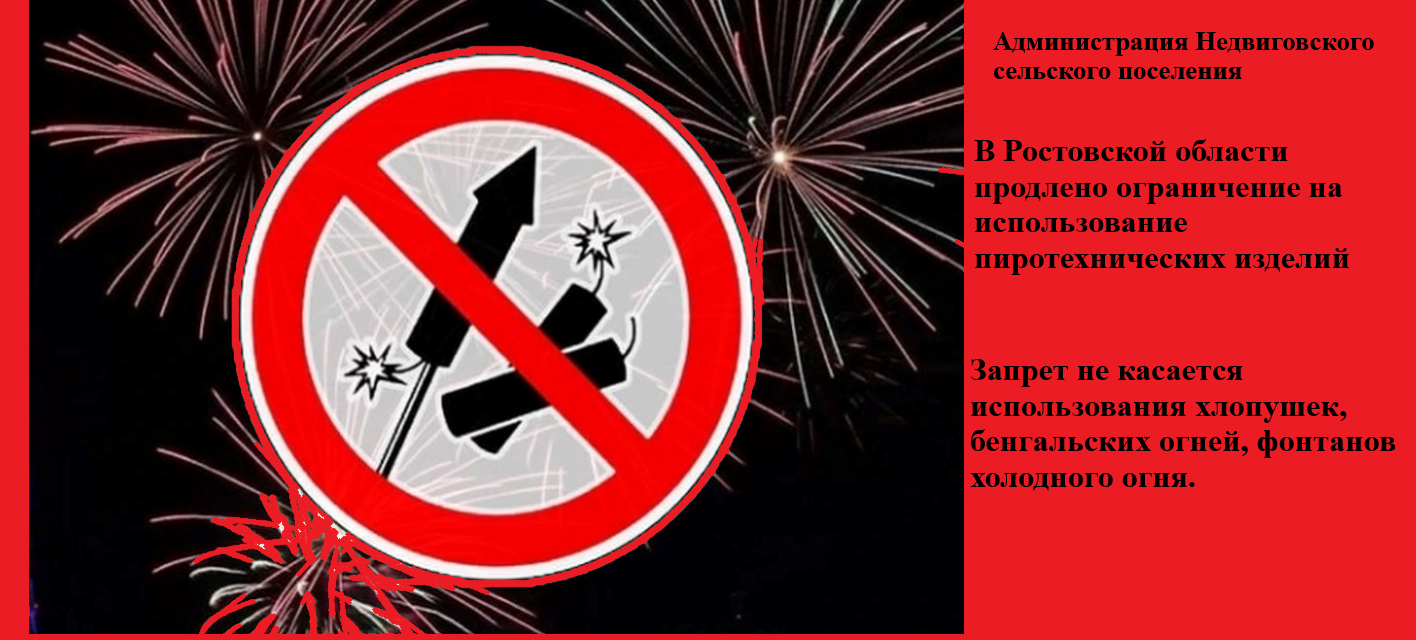 Администрация Недвиговского
сельского поселения
В Ростовской области
продлено ограничение на
использование
пиротехнических изделий
Запрет не касается
использования хлопушек,
бенгальских огней, фонтанов
холодного огня.